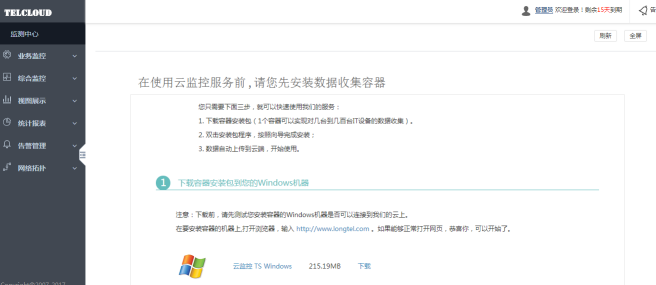 TELCLOUD
管理员 欢迎登录！剩余15天到期
监测中心
刷新
全屏
业务监控
综合监控
视图展示
统计报表
告警管理
网络拓扑
在使用云监控服务前,请您先安装数据收集容器
您只需要下面三步，就可以快速使用我们的服务：
1. 下载容器安装包（1个容器可以实现对几台到几百台IT设备的数据收集）。
2. 双击安装包程序，按照向导完成安装；
3. 数据自动上传到云端，开始使用。
1 下载容器安装包到您的Windows机器
注意：下载前，请先测试您安装容器的Windows机器是否可以连接到我们的云上。
在要安装容器的机器上,打开浏览器，输入 http://www.longtel.com 。如果能够正常打开网页，恭喜你，可以开始了。
云监控 TS Windows 215.19MB 下载